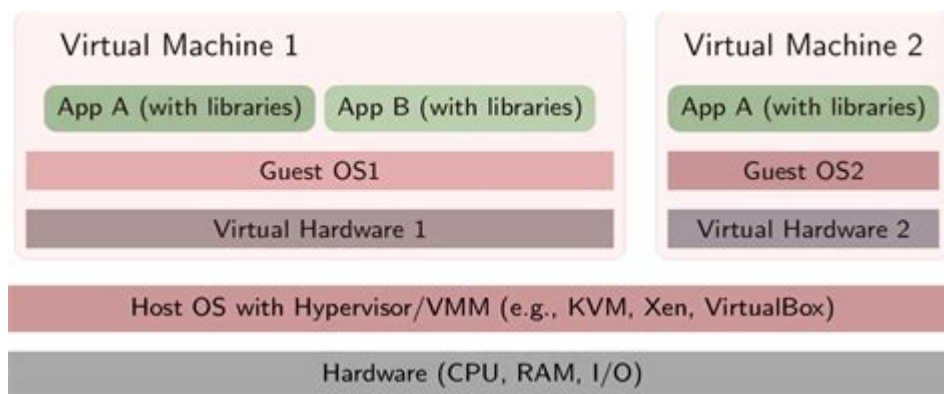 Virtual Machine 1
App A (with libraries)
App B (with libraries)
Guest OS1
Virtual Hardware 1
Virtual Machine 2
App A (with libraries)
Guest OS2
Virtual Hardware 2
Host OS with Hypervisor/VMM (e.g., KVM, Xen, VirtualBox)
Hardware (CPU, RAM, I/O)